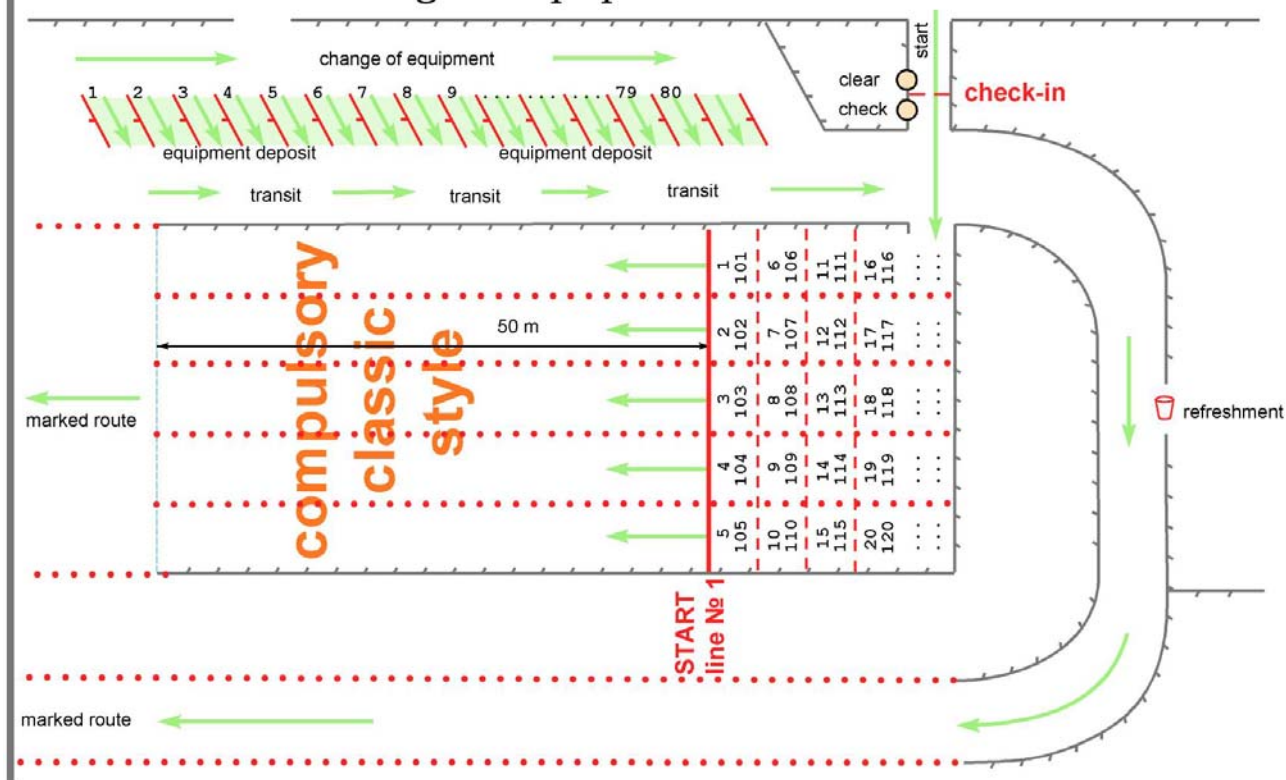 start
change of equipment
clear
check
check-in
1 2 3 4 5 6 7 8 9 . . . . . . . . . . . . 79 80
equipment deposit equipment deposit
transit transit transit
1 101 6 106 11 111 16 116 . . . . . .
2 102 7 107 12 112 17 117 . . . . . .
50 m
3 103 8 108 13 113 18 118 . . . . . .
4 104 9 109 14 114 19 119 . . . . . .
5 105 10 110 15 115 20 120 . . . . . .
compulsory
classic
style
marked route
refreshment
START
line № 1
marked route